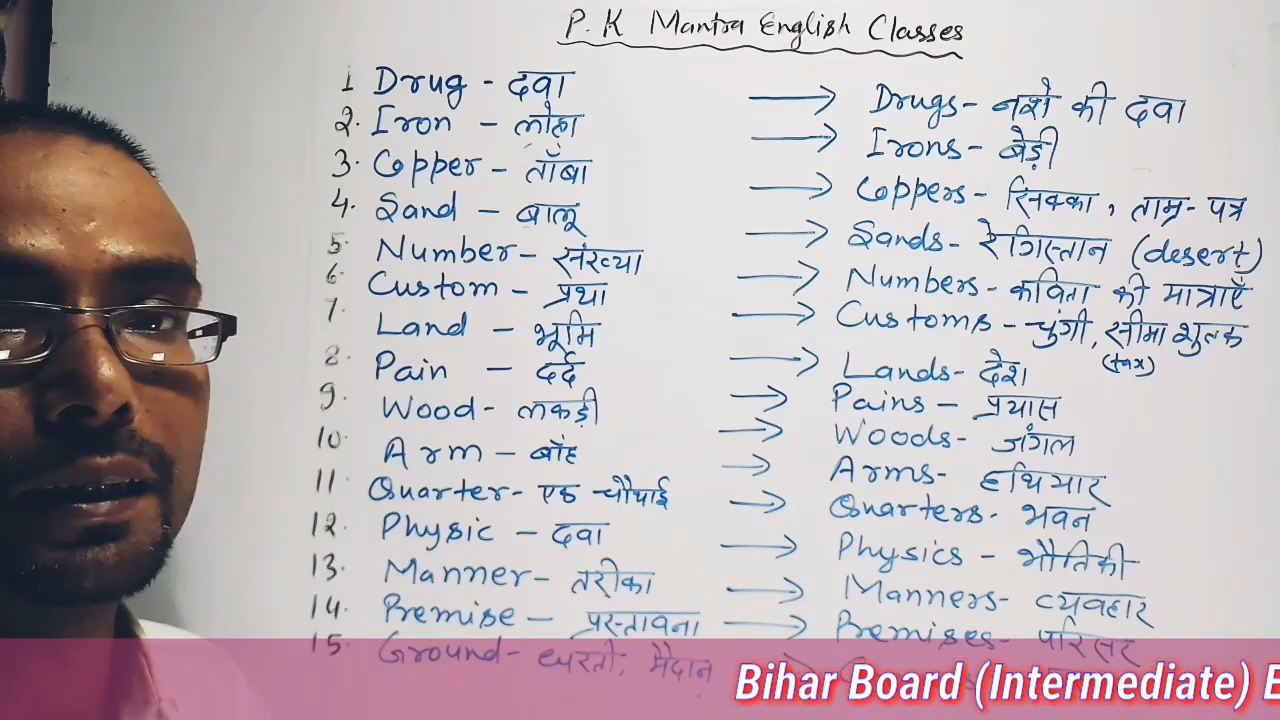 P. K Mantra English Classes
1 Drug - दवा → Drugs - नशे की दवा
2. Iron - लोहा → Irons - बेड़ी
3. Copper - ताँबा → Coppers - सिक्का, ताम्र-पत्र
4. Sand - बालू → Sands - रेगिस्तान (desert)
5. Number - संख्या → Numbers - कविता की मात्राएँ
6. Custom - प्रथा → Customs - चुंगी, सीमा शुल्क (tax)
7. Land - भूमि → Lands - देश
8. Pain - दर्द → Pains - प्रयास
9. Wood - लकड़ी → Woods - जंगल
10. Arm - बाँह → Arms - हथियार
11. Quarter - एक चौथाई → Quarters - भवन
12. Physic - दवा → Physics - भौतिकी
13. Manner - तरीका → Manners - व्यवहार
14. Premise - प्रस्तावना → Premises - परिसर
15. Ground - धरती, मैदान →
Bihar Board (Intermediate) E